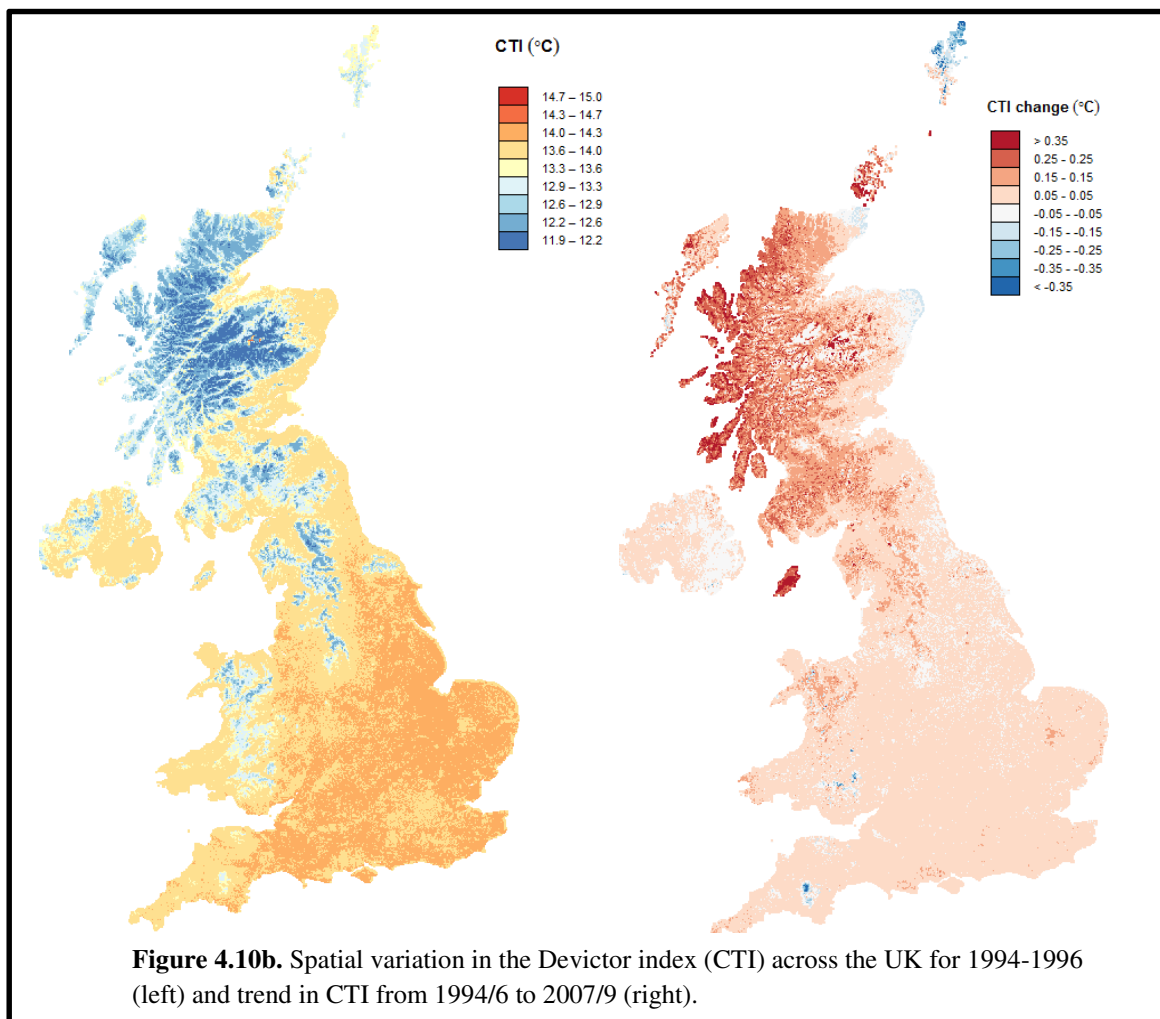 CTI (°C)
14.7 – 15.0
14.3 – 14.7
14.0 – 14.3
13.6 – 14.0
13.3 – 13.6
12.9 – 13.3
12.6 – 12.9
12.2 – 12.6
11.9 – 12.2
CTI change (°C)
> 0.35
0.25 - 0.25
0.15 - 0.15
0.05 - 0.05
-0.05 - -0.05
-0.15 - -0.15
-0.25 - -0.25
-0.35 - -0.35
< -0.35
Figure 4.10b. Spatial variation in the Devictor index (CTI) across the UK for 1994-1996
(left) and trend in CTI from 1994/6 to 2007/9 (right).